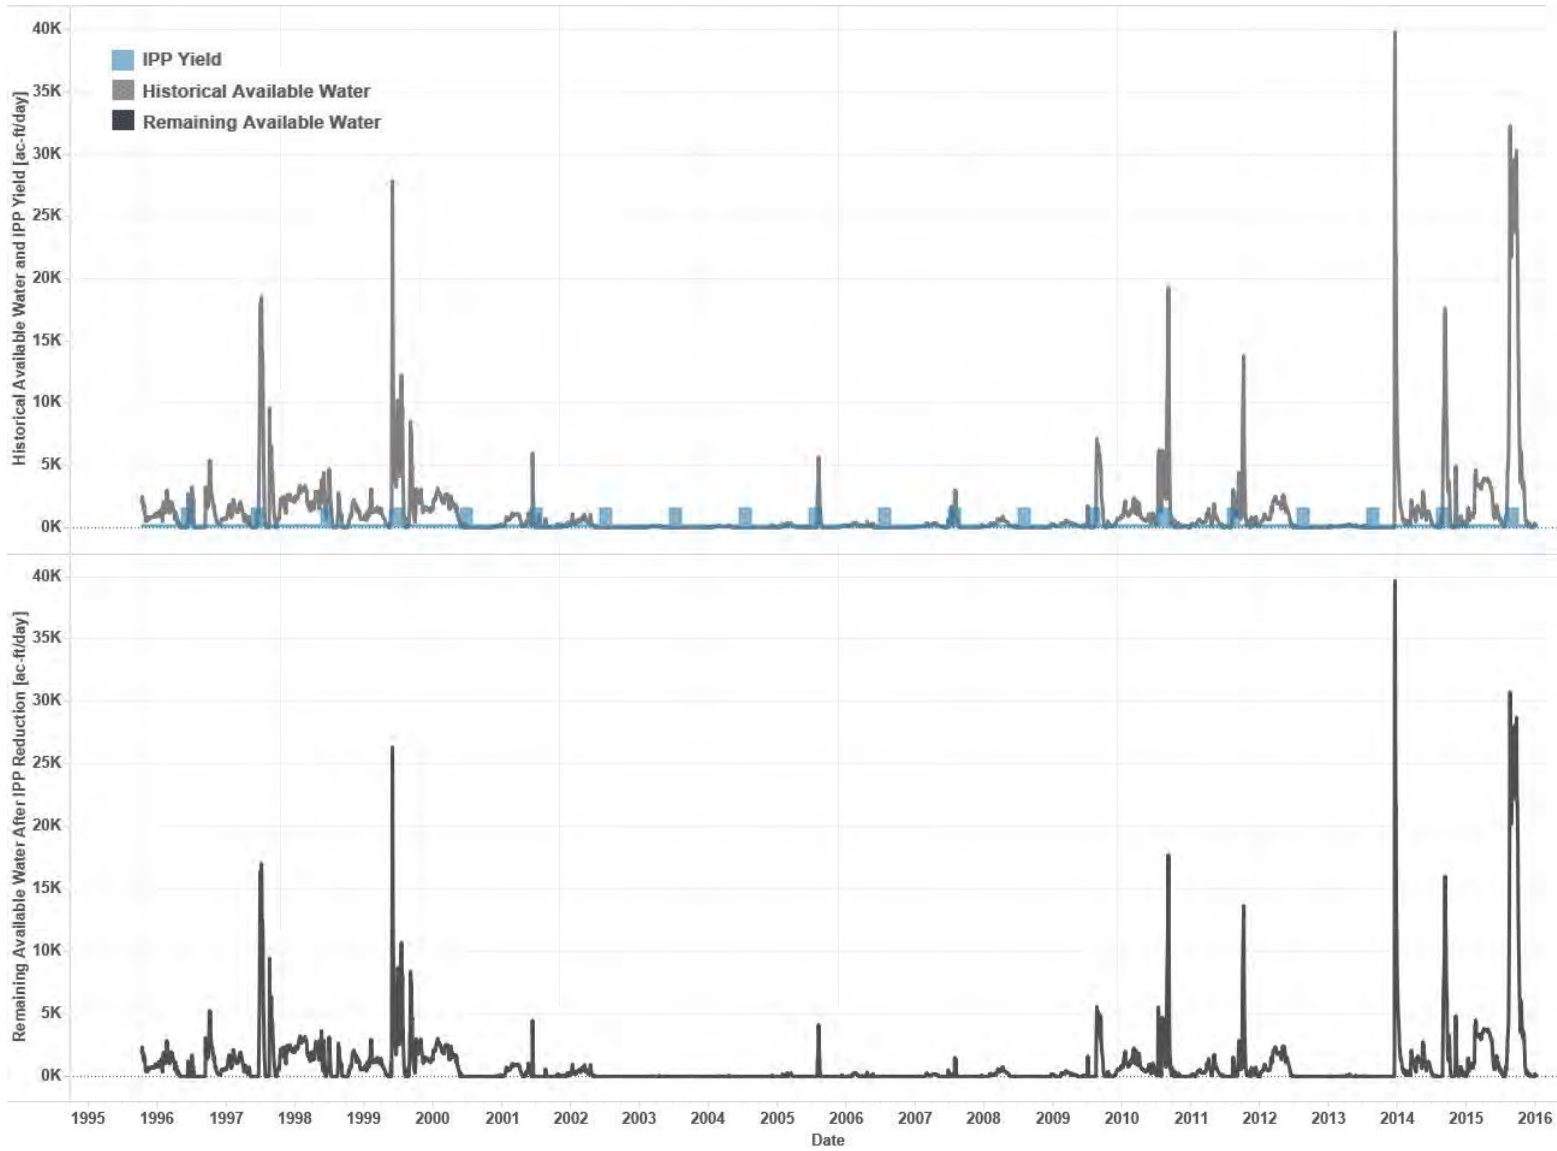 40K
35K
30K
25K
20K
15K
10K
5K
0K
Historical Available Water and IPP Yield [ac-ft/day]
IPP Yield
Historical Available Water
Remaining Available Water
40K
35K
30K
25K
20K
15K
10K
5K
0K
Remaining Available Water After IPP Reduction [ac-ft/day]
1995 1996 1997 1998 1999 2000 2001 2002 2003 2004 2005 2006 2007 2008 2009 2010 2011 2012 2013 2014 2015 2016
Date